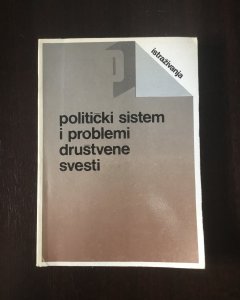 istraživanja
politicki sistem
i problemi
drustvene
svesti